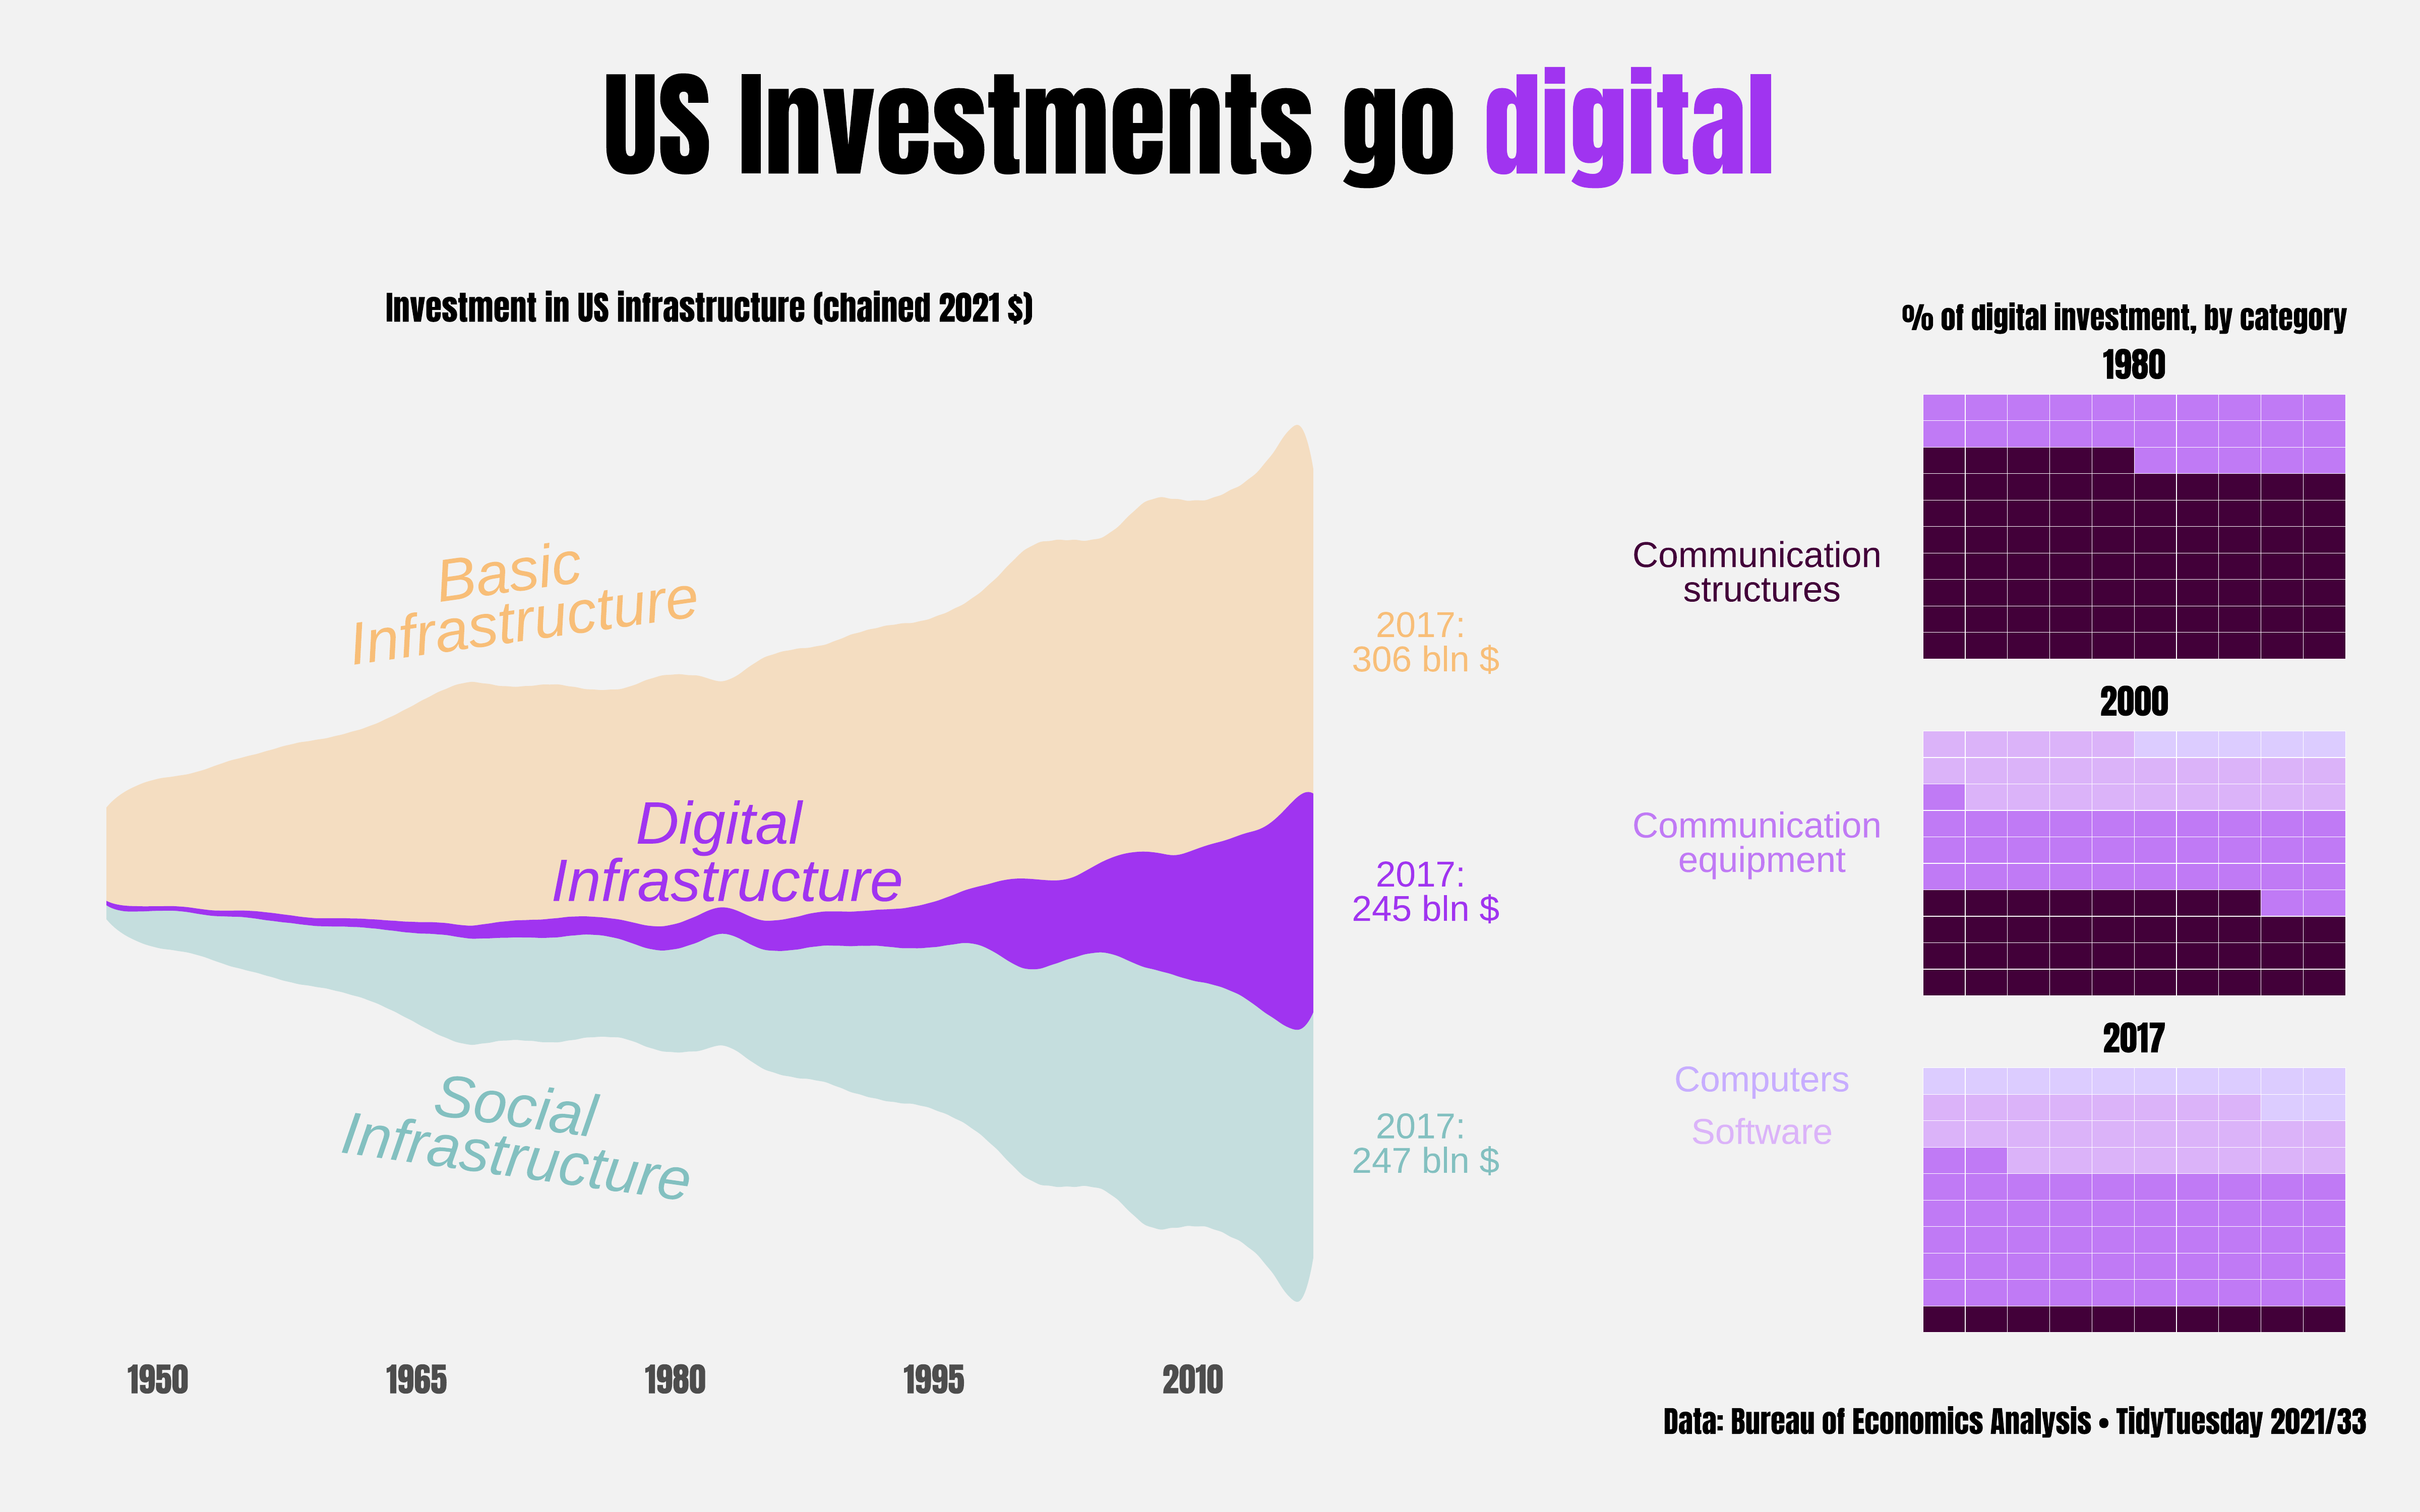 US Investments go digital
Investment in US infrastructure (chained 2021 $)
Basic
Infrastructure
Digital
Infrastructure
Social
Infrastructure
2017:
306 bln $
2017:
245 bln $
2017:
247 bln $
1950 1965 1980 1995 2010
% of digital investment, by category
1980
Communication
structures
2000
Communication
equipment
2017
Computers
Software
Data: Bureau of Economics Analysis • TidyTuesday 2021/33